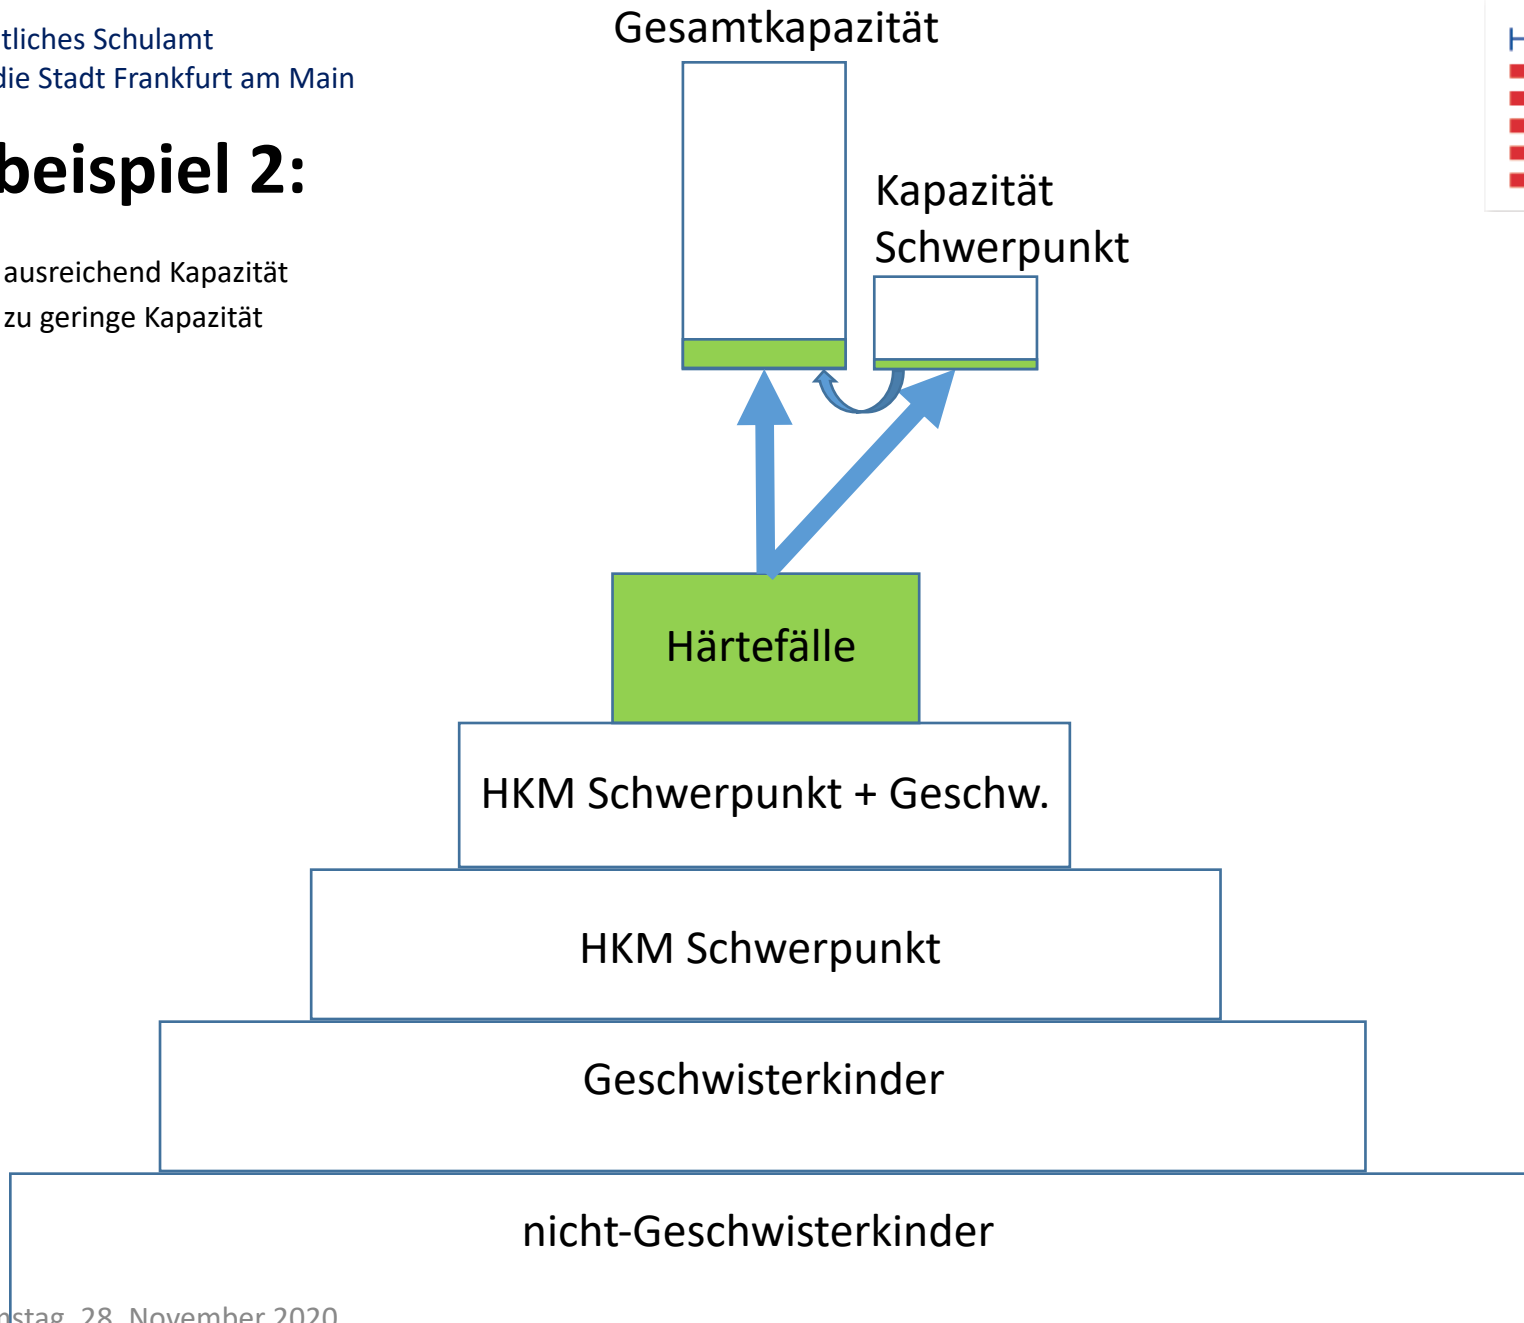 tliches Schulamt
die Stadt Frankfurt am Main
beispiel 2:
ausreichend Kapazität
zu geringe Kapazität
Gesamtkapazität
Kapazität
Schwerpunkt
Härtefälle
HKM Schwerpunkt + Geschw.
HKM Schwerpunkt
Geschwisterkinder
nicht-Geschwisterkinder
nstag, 28. November 2020